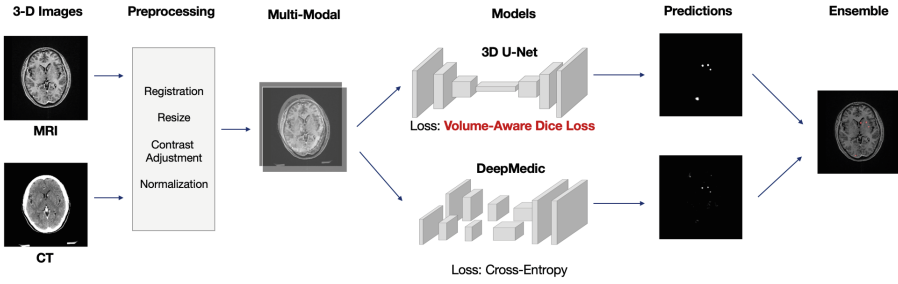 3-D Images
Preprocessing
Multi-Modal
Models
Predictions
Ensemble
MRI
CT
Registration
Resize
Contrast
Adjustment
Normalization
3D U-Net
Loss: Volume-Aware Dice Loss
DeepMedic
Loss: Cross-Entropy